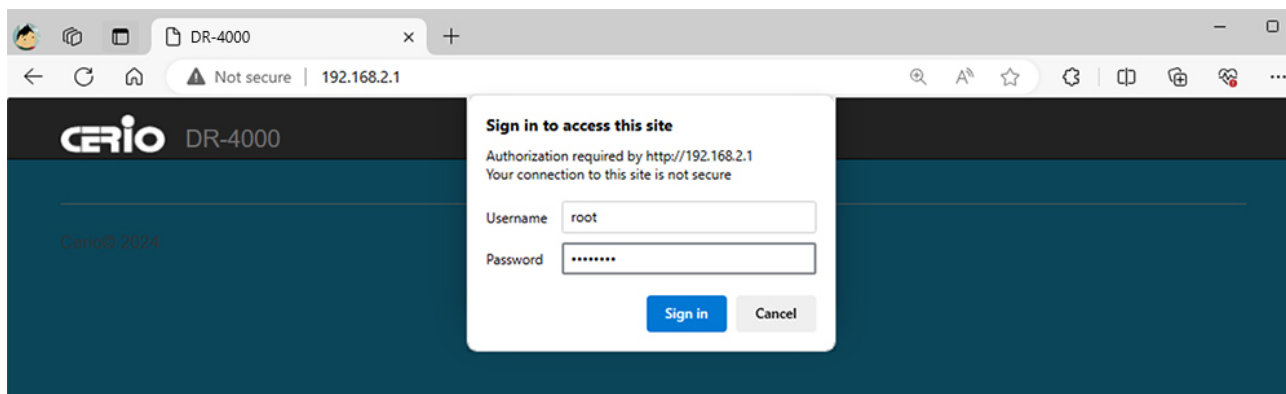 DR-4000
Not secure
192.168.2.1
CERIO DR-4000
Sign in to access this site
Authorization required by http://192.168.2.1
Your connection to this site is not secure
Username root
Password ••••••••
Sign in Cancel
Cerio© 2024